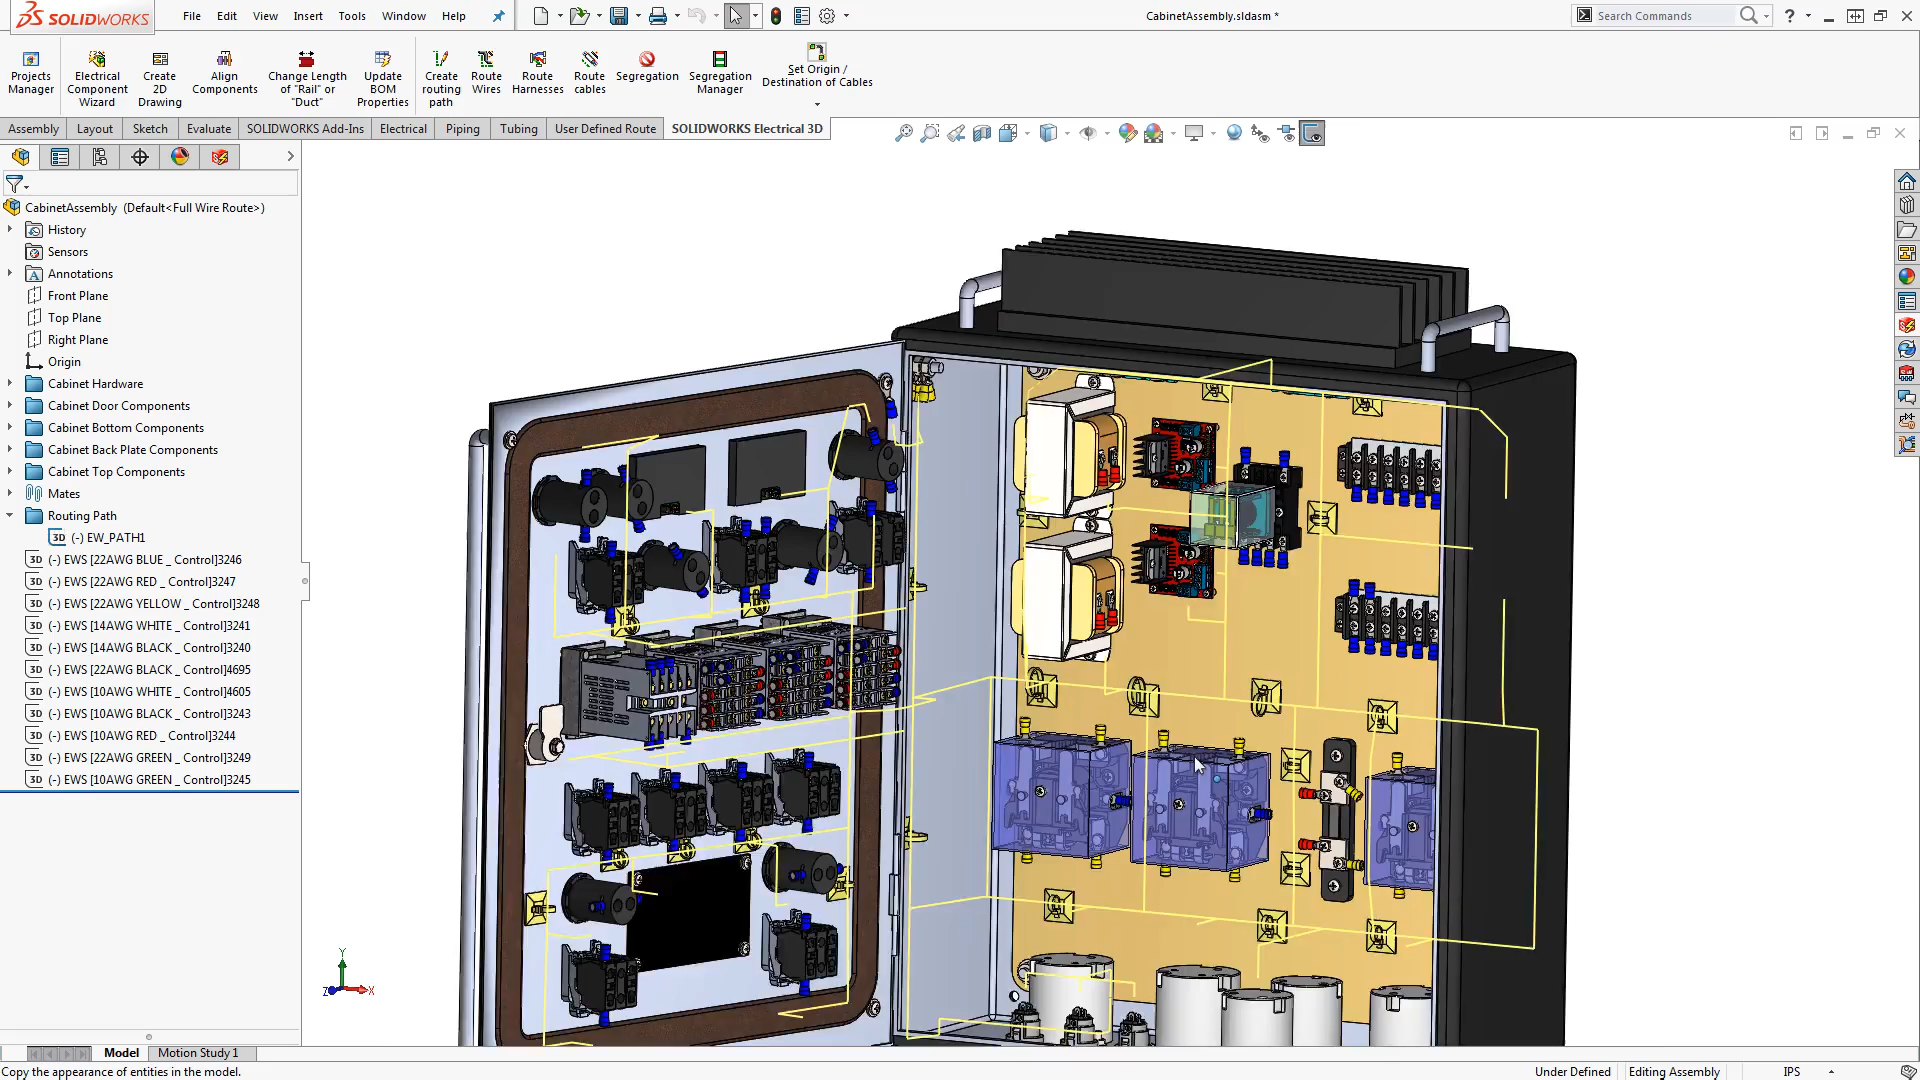 SOLIDWORKS
File Edit View Insert Tools Window Help
CabinetAssembly.sldasm *
Search Commands
Projects Manager
Electrical Component Wizard
Create 2D Drawing
Align Components
Change Length of "Rail" or "Duct"
Update BOM Properties
Create routing path
Route Wires
Route Harnesses
Route cables
Segregation
Segregation Manager
Set Origin / Destination of Cables
Assembly Layout Sketch Evaluate SOLIDWORKS Add-Ins Electrical Piping Tubing User Defined Route SOLIDWORKS Electrical 3D
CabinetAssembly (Default<Full Wire Route>)
History
Sensors
Annotations
Front Plane
Top Plane
Right Plane
Origin
Cabinet Hardware
Cabinet Door Components
Cabinet Bottom Components
Cabinet Back Plate Components
Cabinet Top Components
Mates
Routing Path
3D (-) EW_PATH1
3D (-) EWS [22AWG BLUE _ Control]3246
3D (-) EWS [22AWG RED _ Control]3247
3D (-) EWS [22AWG YELLOW _ Control]3248
3D (-) EWS [14AWG WHITE _ Control]3241
3D (-) EWS [14AWG BLACK _ Control]3240
3D (-) EWS [22AWG BLACK _ Control]4695
3D (-) EWS [10AWG WHITE _ Control]4605
3D (-) EWS [10AWG BLACK _ Control]3243
3D (-) EWS [10AWG RED _ Control]3244
3D (-) EWS [22AWG GREEN _ Control]3249
3D (-) EWS [10AWG GREEN _ Control]3245
Y
Z X
Model Motion Study 1
Copy the appearance of entities in the model.
Under Defined Editing Assembly IPS